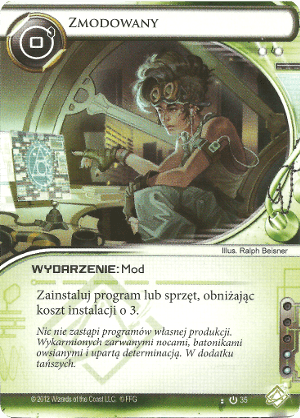 0
ZMODOWANY
Illus. Ralph Beisner
WYDARZENIE: Mod
Zainstaluj program lub sprzęt, obniżając
koszt instalacji o 3.
Nic nie zastąpi programów własnej produkcji.
Wykarmionych zarwanymi nocami, batonikami
owsianymi i upartą determinacją. W dodatku
tańszych.
© 2012 Wizards of the Coast LLC. © FFG
35